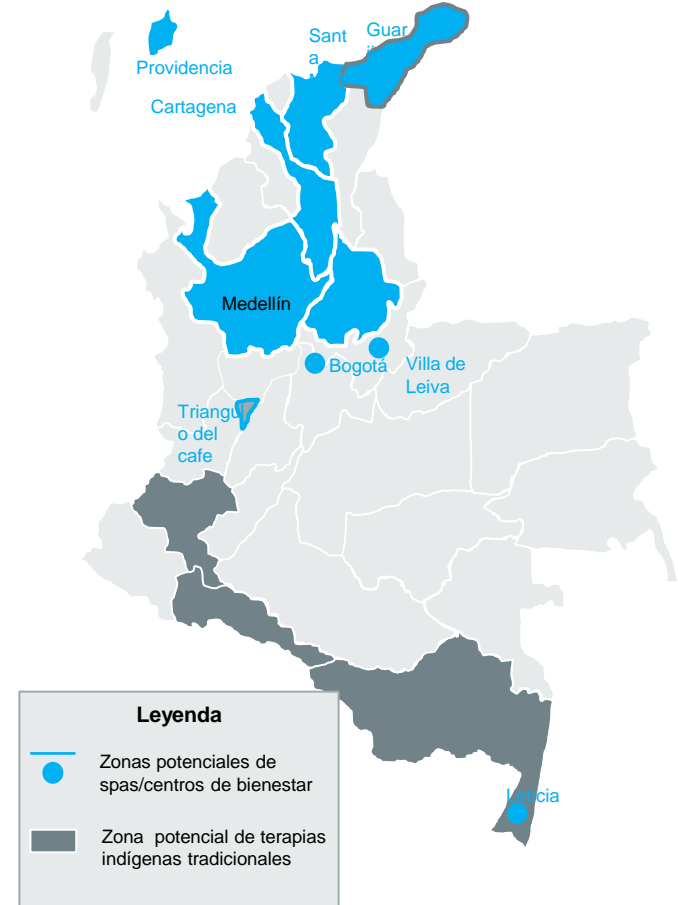 Sant
a
Guar
Providencia
Cartagena
Medellín
Bogotá
Villa de
Leiva
Triangul
o del
cafe
Leyenda
Zonas potenciales de
spas/centros de bienestar
Zona potencial de terapias
indígenas tradicionales
Leticia